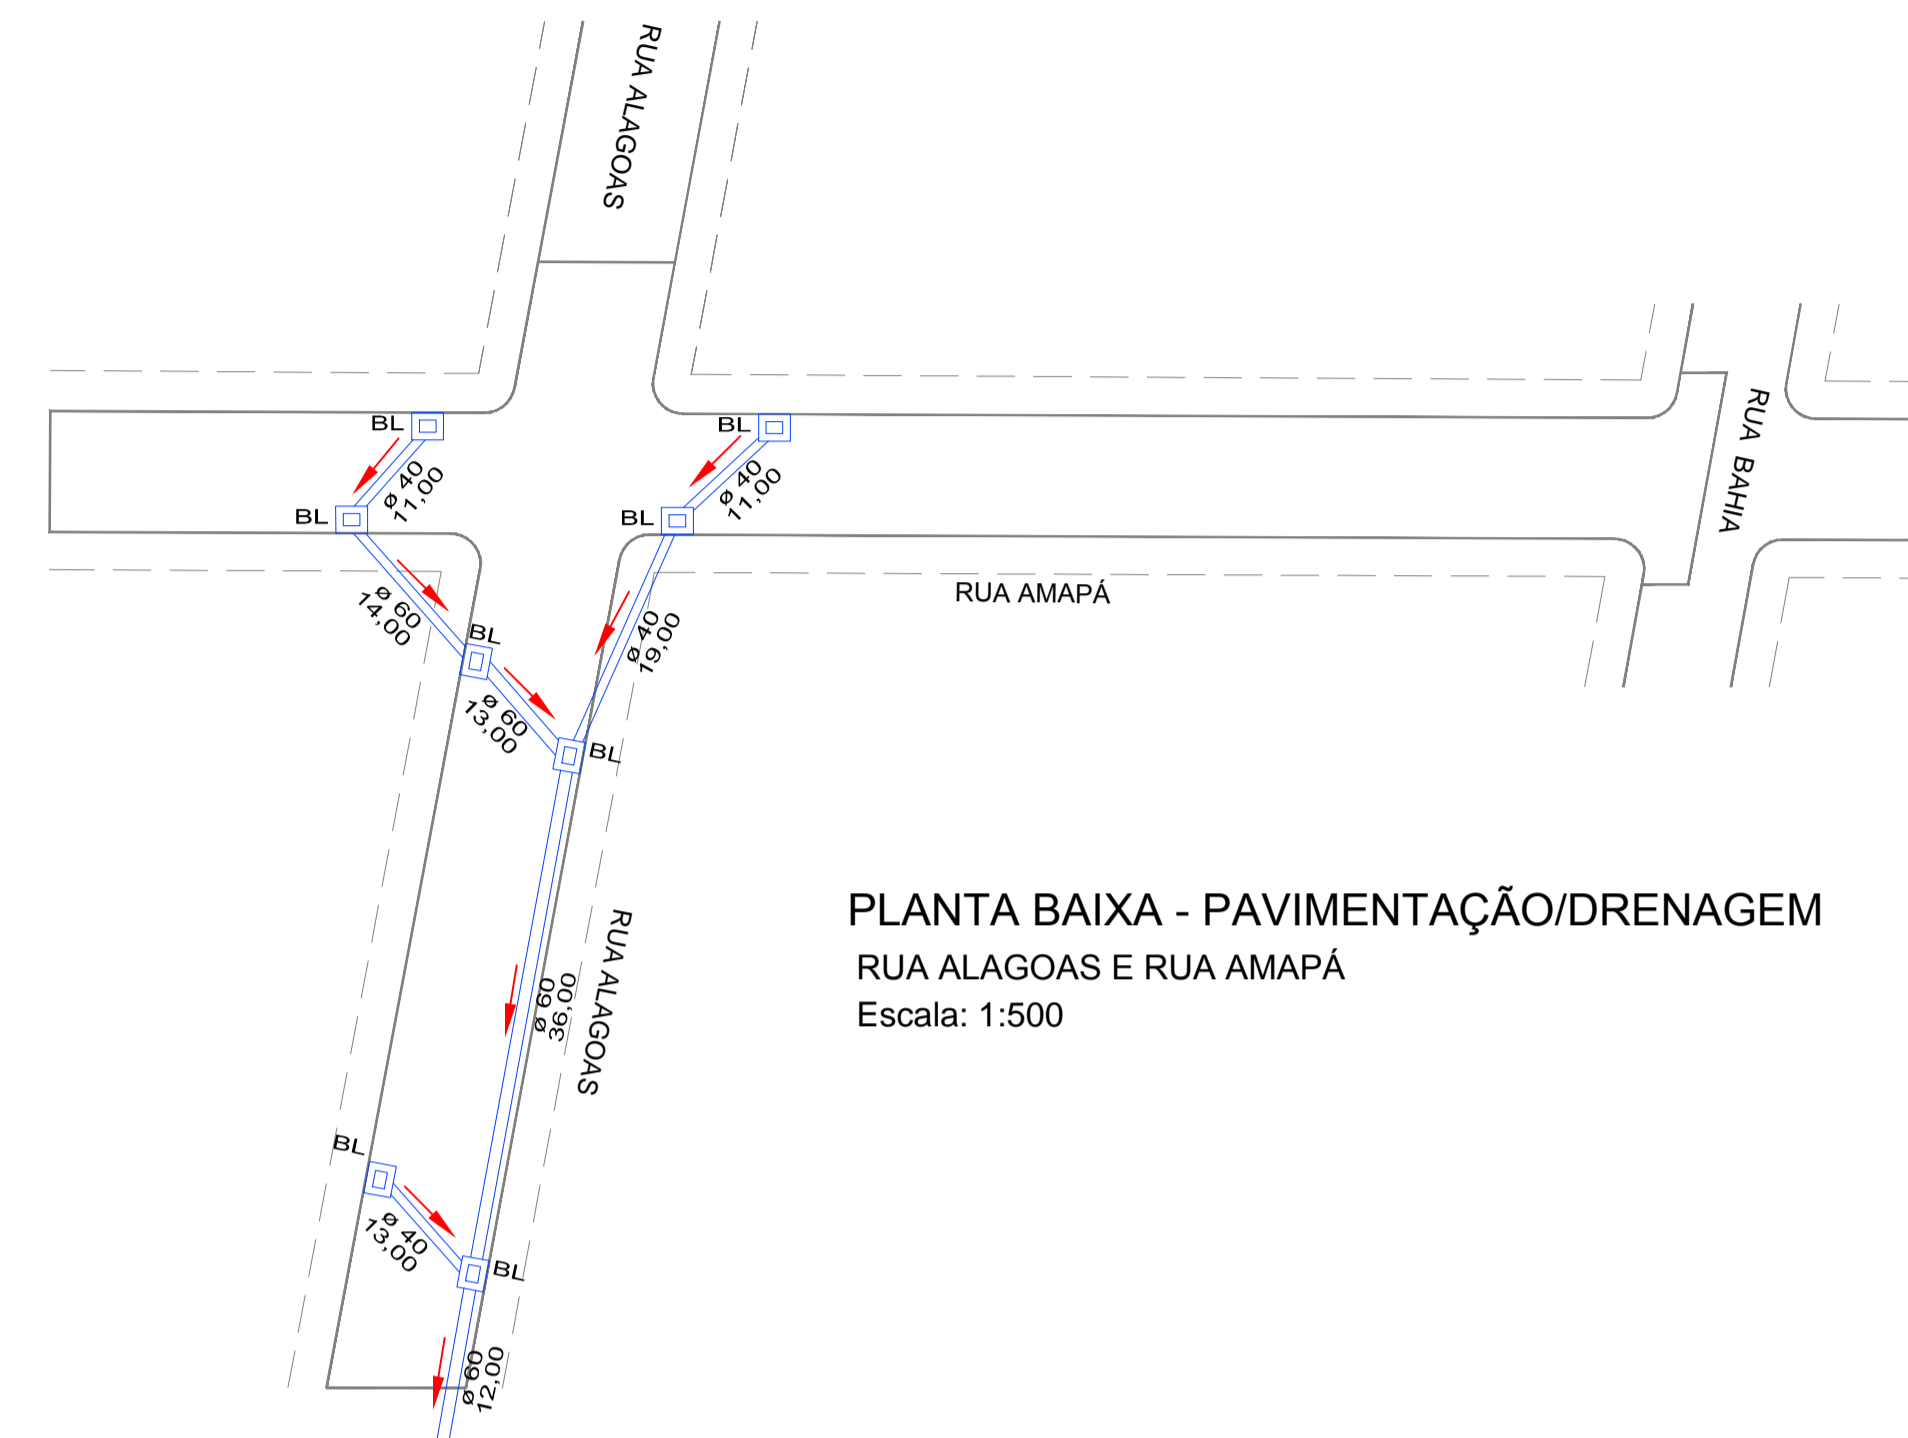 RUA ALAGOAS
RUA BAHIA
BL
ø 40
11,00
BL
BL
ø 40
11,00
BL
ø 60
14,00
BL
ø 60
13,00
ø 40
19,00
BL
RUA AMAPÁ
PLANTA BAIXA - PAVIMENTAÇÃO/DRENAGEM
RUA ALAGOAS E RUA AMAPÁ
Escala: 1:500
ø 60
36,00
RUA ALAGOAS
BL
ø 40
13,00
BL
ø 60
12,00